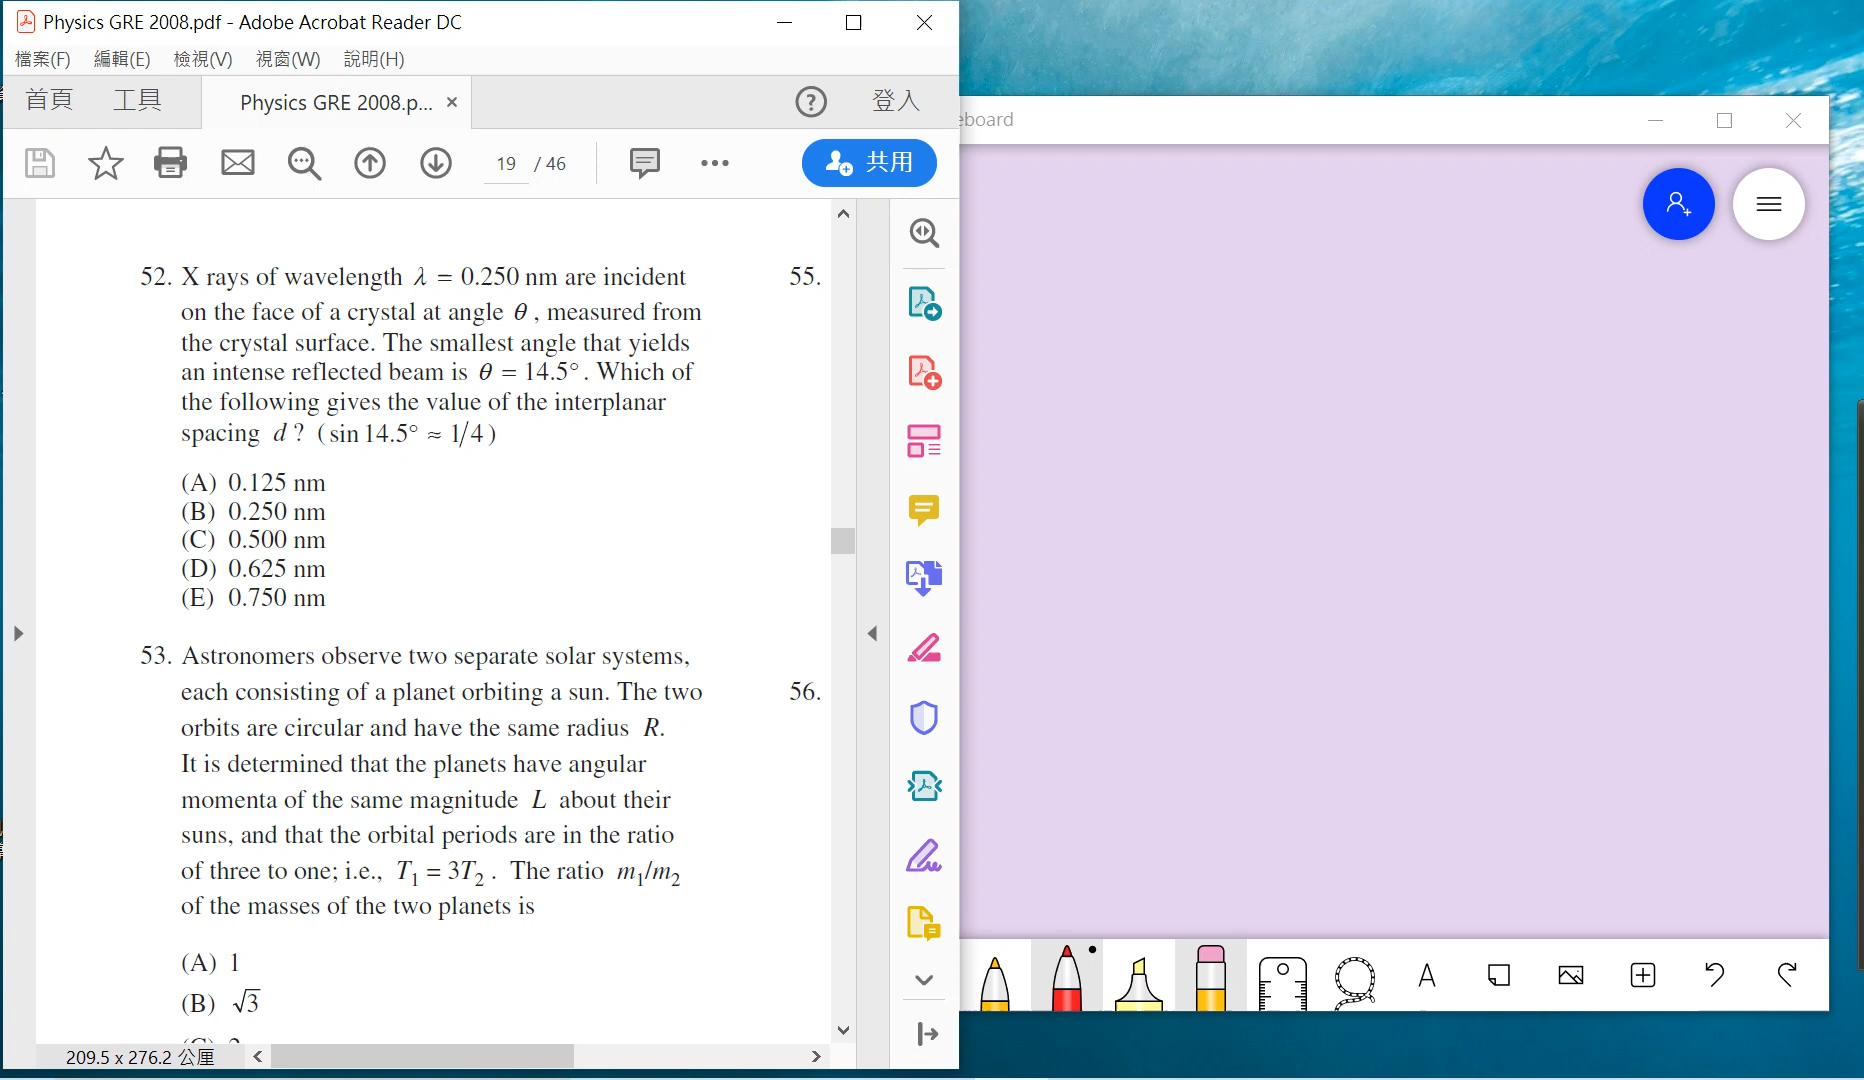 Physics GRE 2008.pdf - Adobe Acrobat Reader DC
檔案(F) 編輯(E) 檢視(V) 視窗(W) 說明(H)
首頁 工具 Physics GRE 2008.p... × ? 登入
19 / 46 共用
eboard
52. X rays of wavelength λ = 0.250 nm are incident
on the face of a crystal at angle θ , measured from
the crystal surface. The smallest angle that yields
an intense reflected beam is θ = 14.5° . Which of
the following gives the value of the interplanar
spacing d ? ( sin 14.5° ≈ 1/4 )
(A) 0.125 nm
(B) 0.250 nm
(C) 0.500 nm
(D) 0.625 nm
(E) 0.750 nm
53. Astronomers observe two separate solar systems,
each consisting of a planet orbiting a sun. The two
orbits are circular and have the same radius R.
It is determined that the planets have angular
momenta of the same magnitude L about their
suns, and that the orbital periods are in the ratio
of three to one; i.e., T₁ = 3T₂ . The ratio m₁/m₂
of the masses of the two planets is
(A) 1
(B) √3
55.
56.
209.5 x 276.2 公厘
A